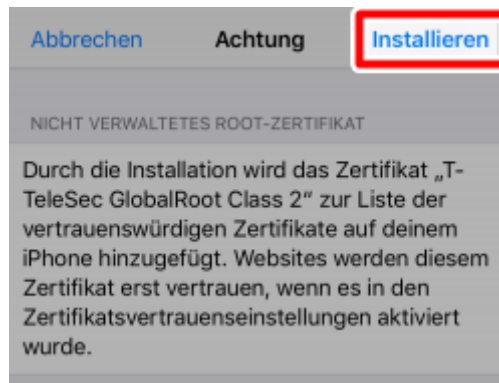 Abbrechen Achtung Installieren
NICHT VERWALTETES ROOT-ZERTIFIKAT
Durch die Installation wird das Zertifikat „T-
TeleSec GlobalRoot Class 2“ zur Liste der
vertrauenswürdigen Zertifikate auf deinem
iPhone hinzugefügt. Websites werden diesem
Zertifikat erst vertrauen, wenn es in den
Zertifikatsvertrauenseinstellungen aktiviert
wurde.